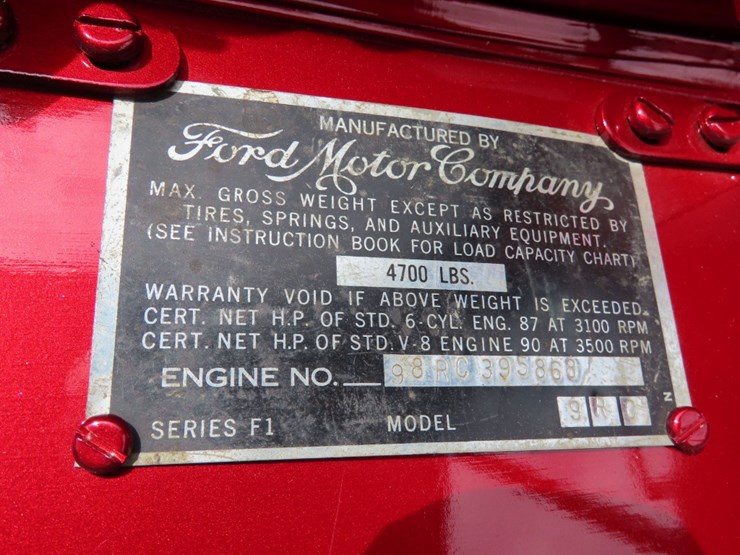 MANUFACTURED BY
Ford Motor Company
MAX. GROSS WEIGHT EXCEPT AS RESTRICTED BY
TIRES, SPRINGS, AND AUXILIARY EQUIPMENT.
(SEE INSTRUCTION BOOK FOR LOAD CAPACITY CHART)
4700 LBS.
WARRANTY VOID IF ABOVE WEIGHT IS EXCEEDED.
CERT. NET H.P. OF STD. 6-CYL. ENG. 87 AT 3100 RPM
CERT. NET H.P. OF STD. V-8 ENGINE 90 AT 3500 RPM
ENGINE NO. 98RC395868
SERIES F1 MODEL
N